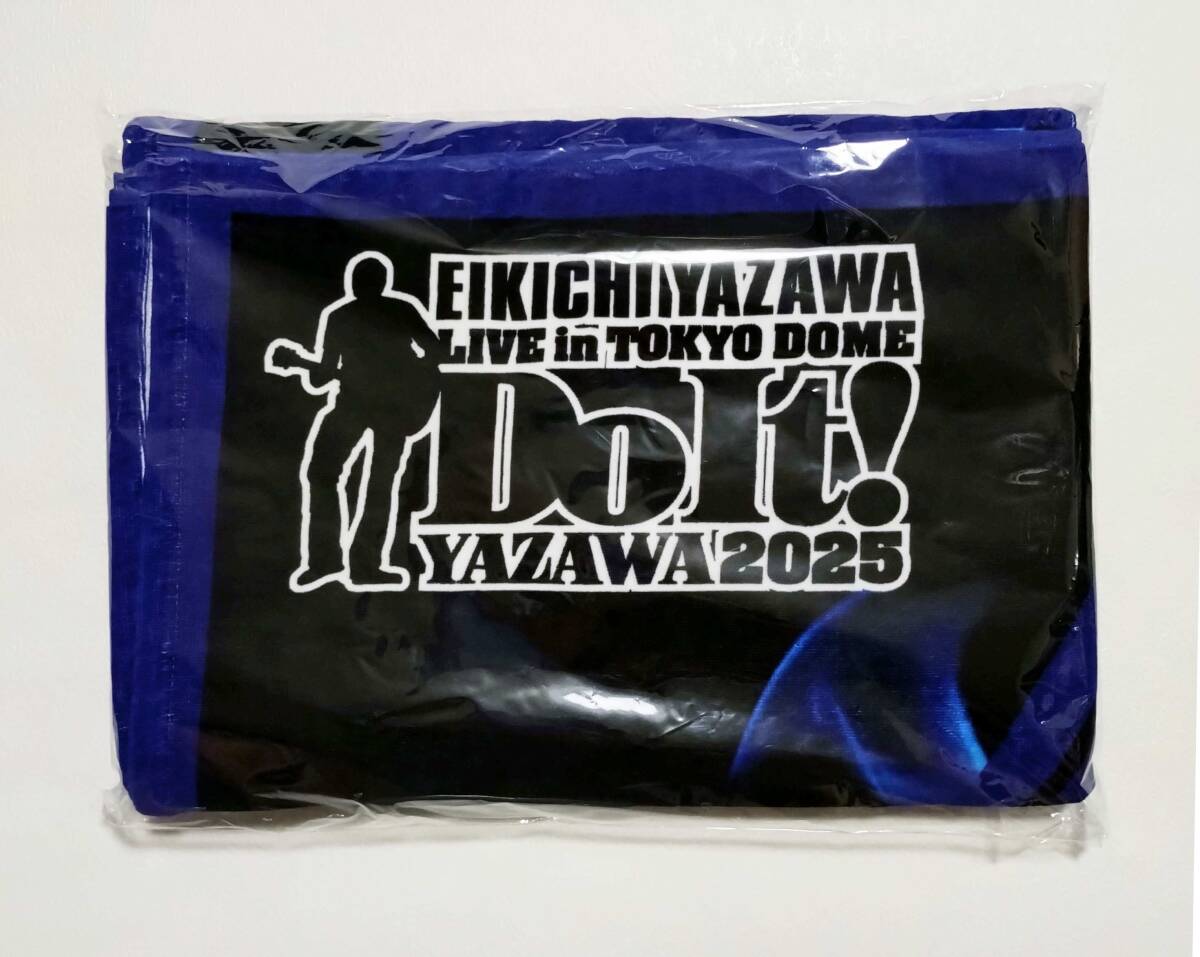 EIKICHI YAZAWA
LIVE in TOKYO DOME
Do It!
YAZAWA 2025